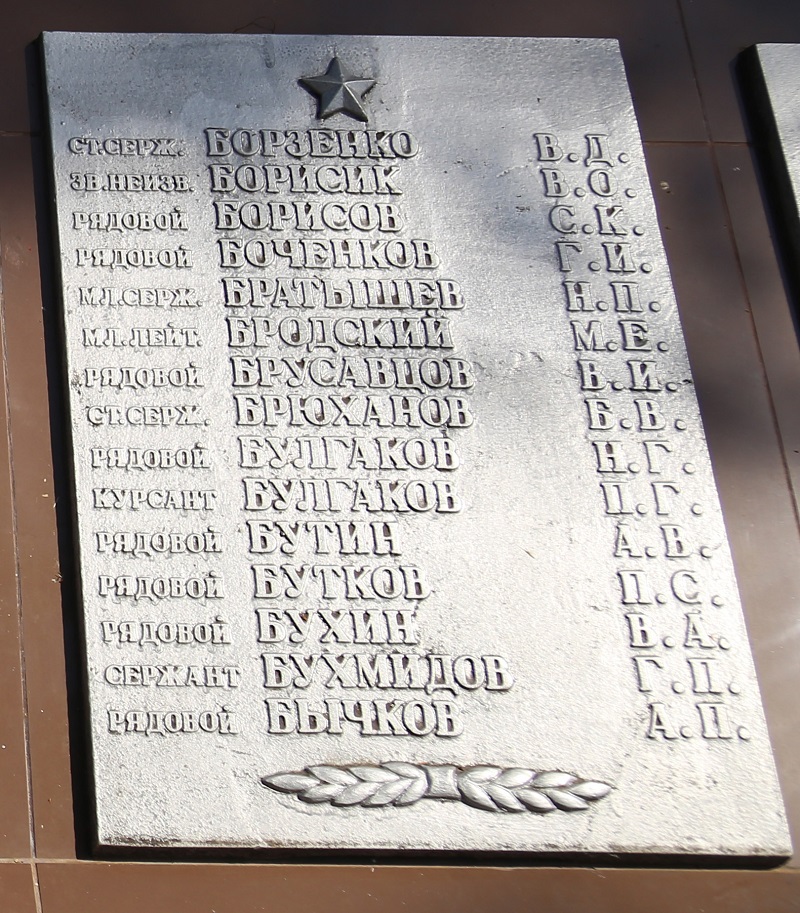 СТ.СЕРЖ. БОРЗЕНКО В.Д.
ЗВ.НЕИЗВ. БОРИСИК В.О.
РЯДОВОЙ БОРИСОВ С.К.
РЯДОВОЙ БОЧЕНКОВ Г.И.
МЛ.СЕРЖ. БРАТЫШЕВ Н.П.
МЛ.ЛЕЙТ. БРОДСКИЙ М.Е.
РЯДОВОЙ БРУСАВЦОВ В.И.
СТ.СЕРЖ. БРЮХАНОВ Б.В.
РЯДОВОЙ БУЛГАКОВ Н.Г.
КУРСАНТ БУЛГАКОВ П.Г.
РЯДОВОЙ БУТИН А.В.
РЯДОВОЙ БУТКОВ П.С.
РЯДОВОЙ БУХИН В.А.
СЕРЖАНТ БУХМИДОВ Г.П.
РЯДОВОЙ БЫЧКОВ А.П.